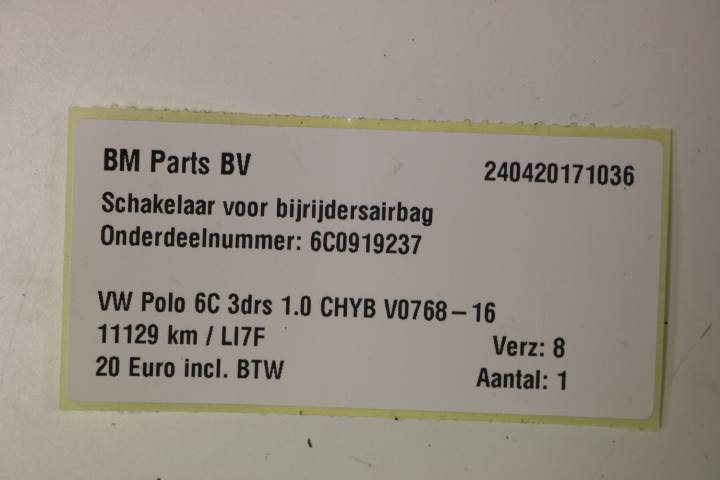 BM Parts BV 240420171036
Schakelaar voor bijrijdersairbag
Onderdeelnummer: 6C0919237
VW Polo 6C 3drs 1.0 CHYB V0768-16
11129 km / LI7F Verz: 8
20 Euro incl. BTW Aantal: 1